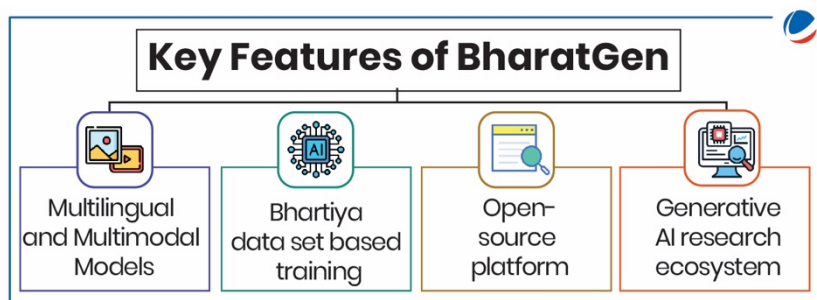 Key Features of BharatGen
AI
Multilingual
and Multimodal
Models
Bhartiya
data set based
training
Open-
source
platform
Generative
AI research
ecosystem